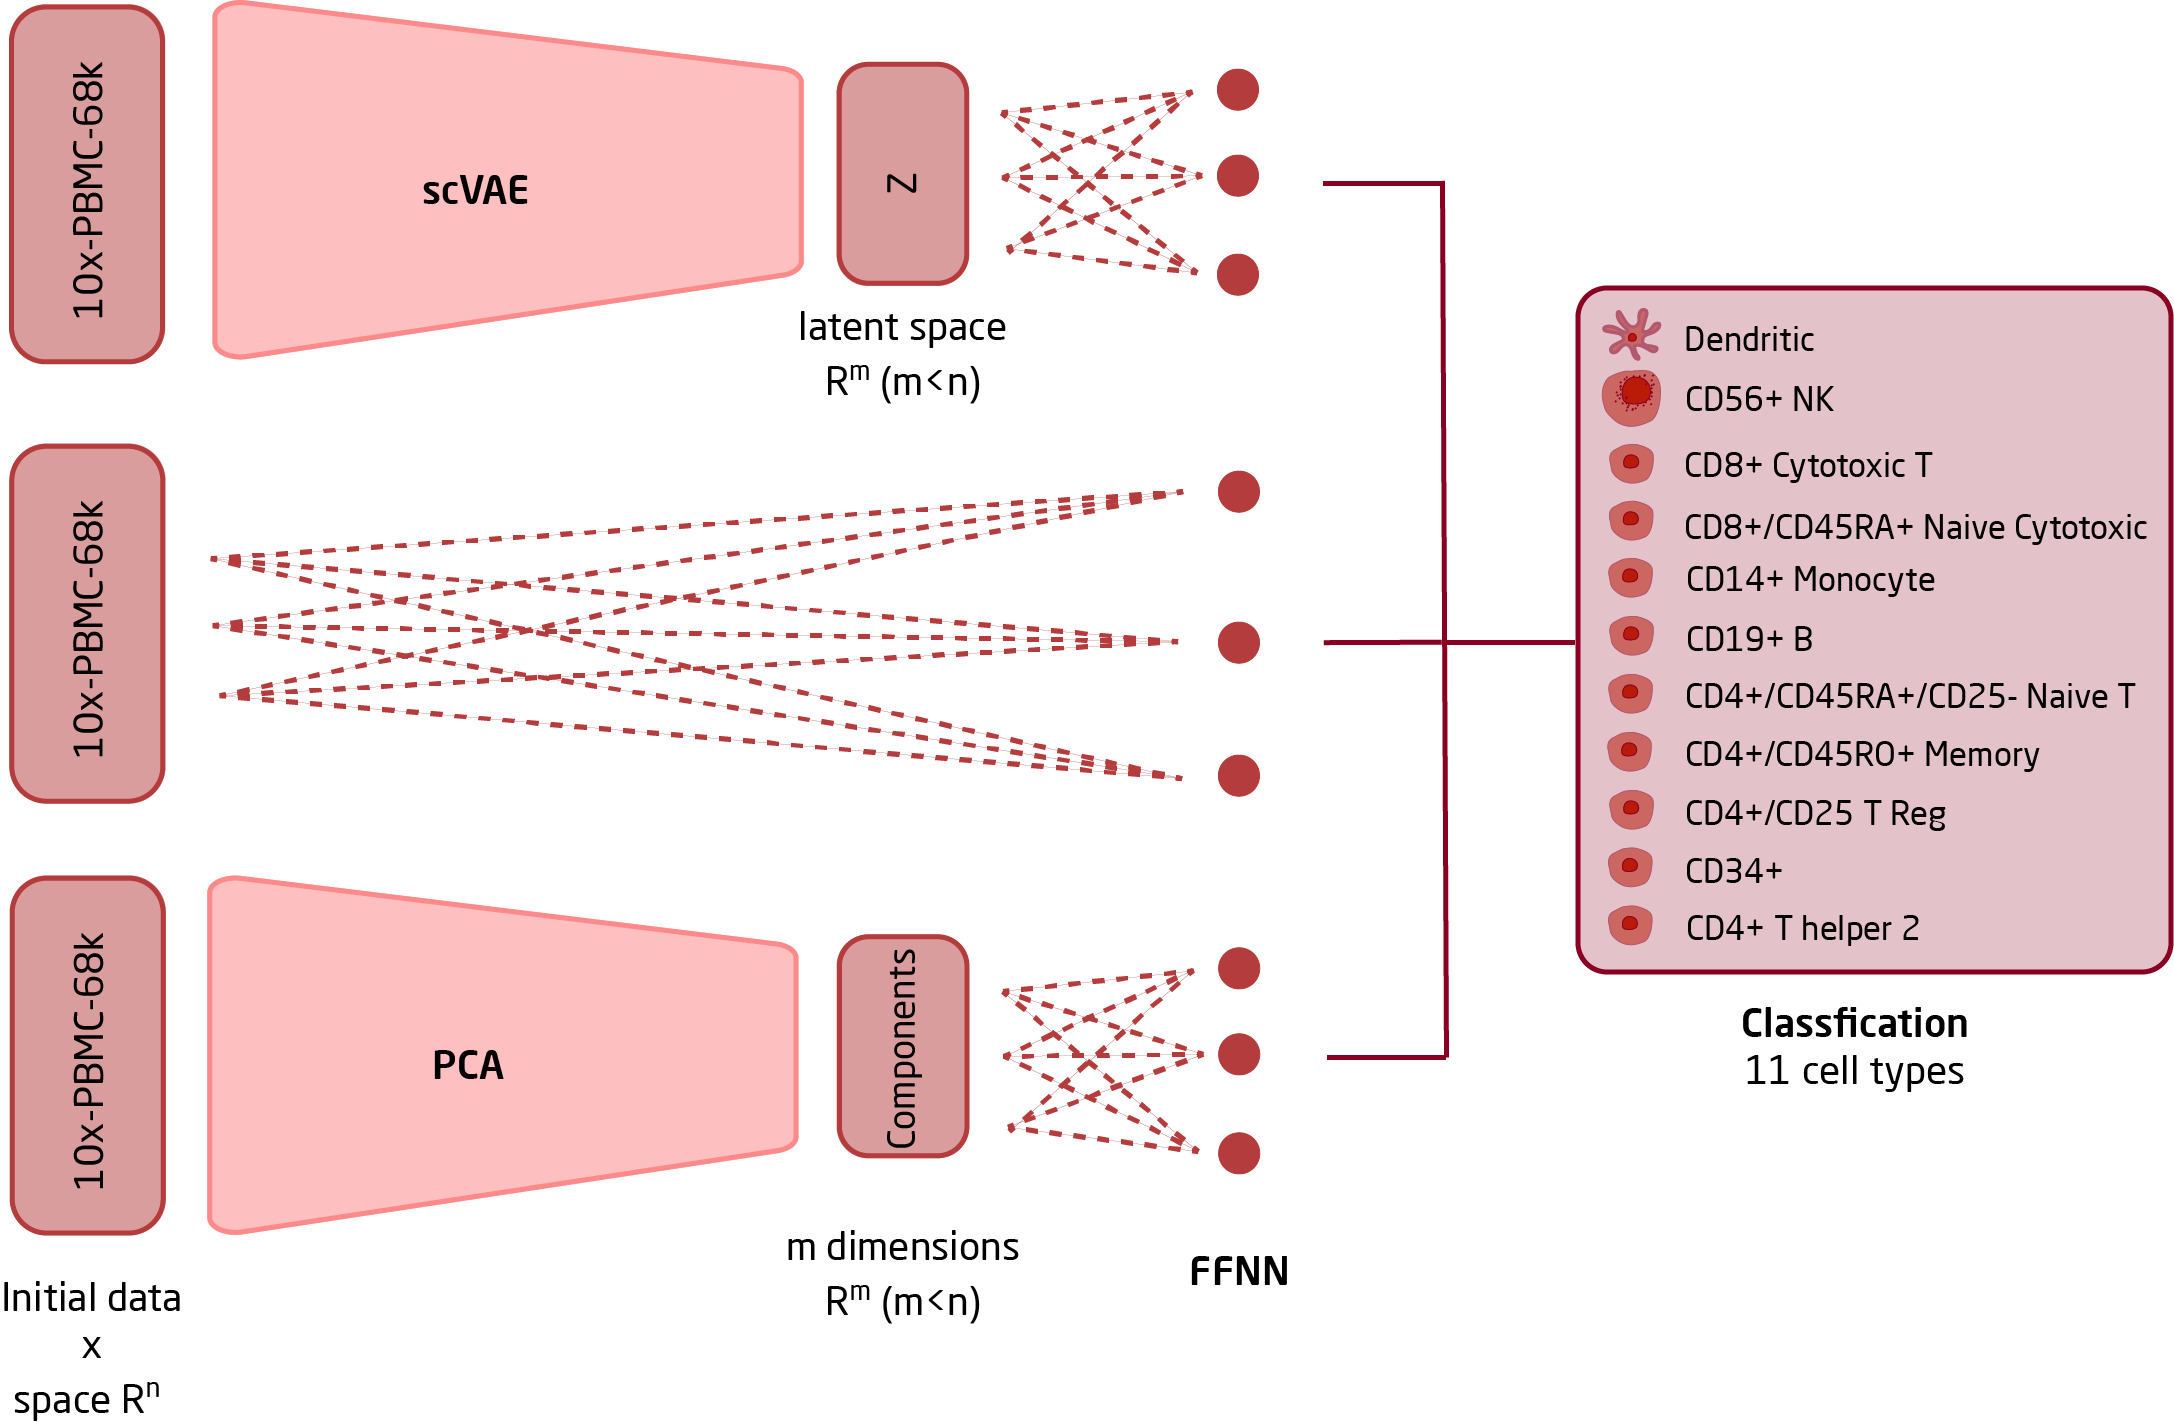 10x-PBMC-68k
scVAE
Z
latent space
R^m (m<n)
10x-PBMC-68k
10x-PBMC-68k
PCA
Components
m dimensions
R^m (m<n)
FFNN
Initial data
x
space R^n
Dendritic
CD56+ NK
CD8+ Cytotoxic T
CD8+/CD45RA+ Naive Cytotoxic
CD14+ Monocyte
CD19+ B
CD4+/CD45RA+/CD25- Naive T
CD4+/CD45RO+ Memory
CD4+/CD25 T Reg
CD34+
CD4+ T helper 2
Classfication
11 cell types